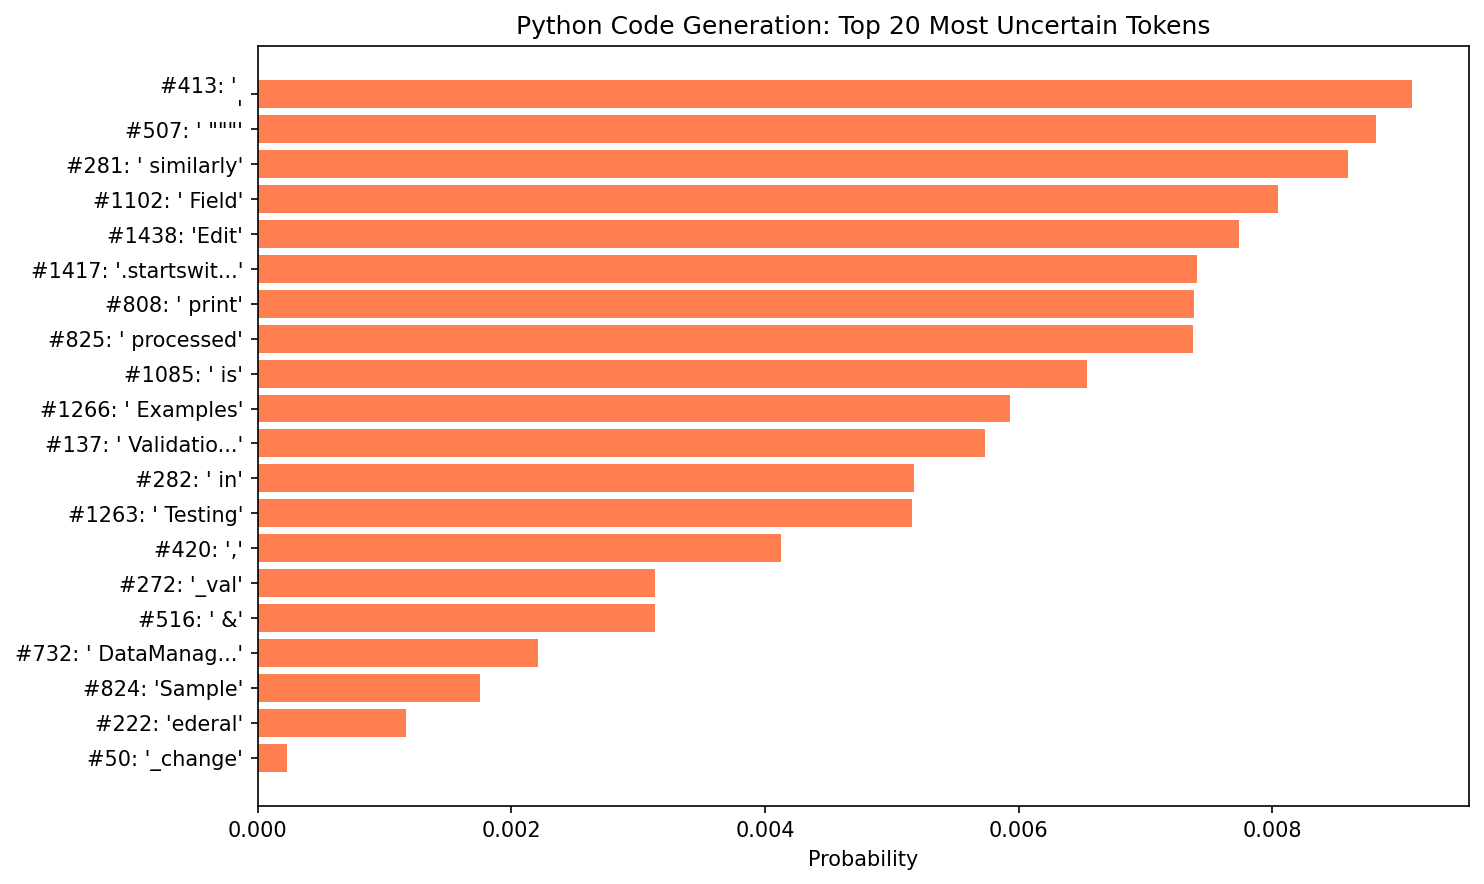 Python Code Generation: Top 20 Most Uncertain Tokens
#413: '
'
#507: ' """'
#281: ' similarly'
#1102: ' Field'
#1438: 'Edit'
#1417: '.startswit...'
#808: ' print'
#825: ' processed'
#1085: ' is'
#1266: ' Examples'
#137: ' Validatio...'
#282: ' in'
#1263: ' Testing'
#420: ','
#272: '_val'
#516: ' &'
#732: ' DataManag...'
#824: 'Sample'
#222: 'ederal'
#50: '_change'
0.000 0.002 0.004 0.006 0.008
Probability